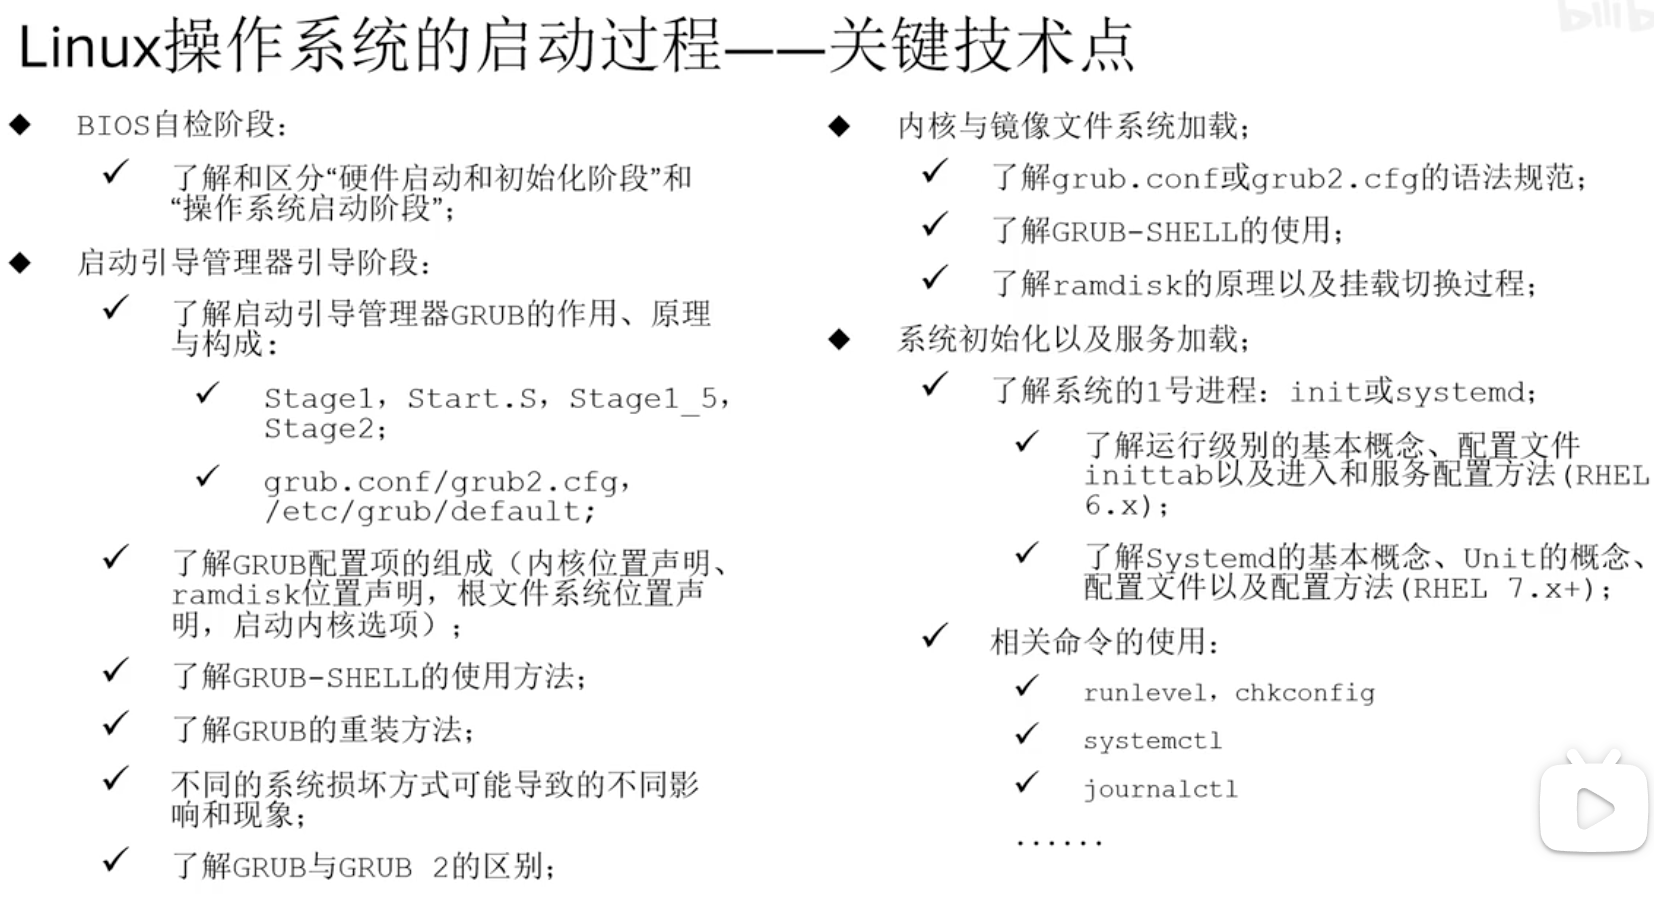 Linux操作系统的启动过程——关键技术点
BIOS自检阶段：
了解和区分“硬件启动和初始化阶段”和
“操作系统启动阶段”；
启动引导管理器引导阶段：
了解启动引导管理器GRUB的作用、原理
与构成：
Stage1，Start.S，Stage1_5，
Stage2；
grub.conf/grub2.cfg，
/etc/grub/default；
了解GRUB配置项的组成（内核位置声明、
ramdisk位置声明，根文件系统位置声
明，启动内核选项）；
了解GRUB-SHELL的使用方法；
了解GRUB的重装方法；
不同的系统损坏方式可能导致的不同影
响和现象；
了解GRUB与GRUB 2的区别；
内核与镜像文件系统加载；
了解grub.conf或grub2.cfg的语法规范；
了解GRUB-SHELL的使用；
了解ramdisk的原理以及挂载切换过程；
系统初始化以及服务加载；
了解系统的1号进程：init或systemd；
了解运行级别的基本概念、配置文件
inittab以及进入和服务配置方法(RHEL
6.x)；
了解Systemd的基本概念、Unit的概念、
配置文件以及配置方法(RHEL 7.x+)；
相关命令的使用：
runlevel，chkconfig
systemctl
journalctl
······